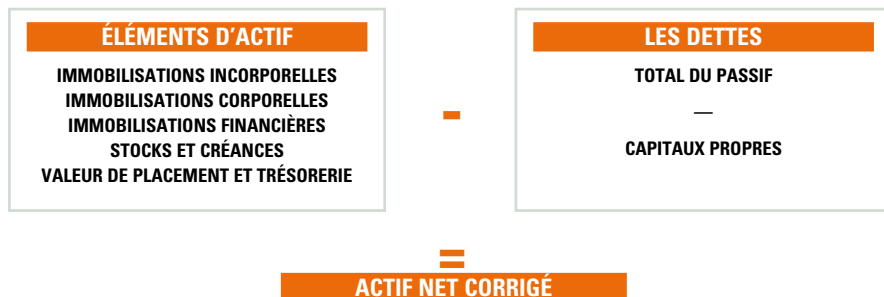 ÉLÉMENTS D'ACTIF
IMMOBILISATIONS INCORPORELLES
IMMOBILISATIONS CORPORELLES
IMMOBILISATIONS FINANCIÈRES
STOCKS ET CRÉANCES
VALEUR DE PLACEMENT ET TRÉSORERIE
-
LES DETTES
TOTAL DU PASSIF
—
CAPITAUX PROPRES
=
ACTIF NET CORRIGÉ